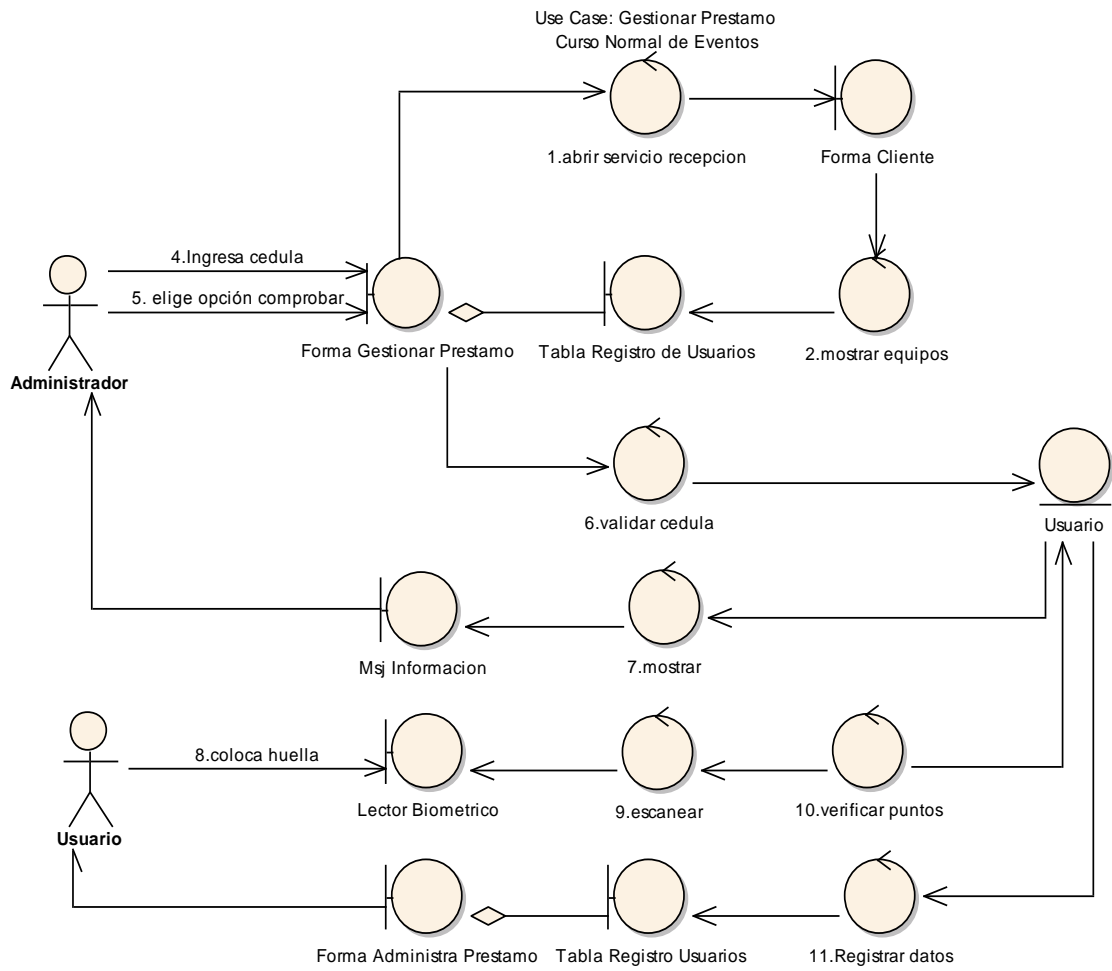 Use Case: Gestionar Prestamo
Curso Normal de Eventos
1.abrir servicio recepcion
Forma Cliente
4.Ingresa cedula
5. elige opción comprobar
Administrador
Forma Gestionar Prestamo
Tabla Registro de Usuarios
2.mostrar equipos
6.validar cedula
Usuario
Msj Informacion
7.mostrar
8.coloca huella
Usuario
Lector Biometrico
9.escanear
10.verificar puntos
Forma Administra Prestamo
Tabla Registro Usuarios
11.Registrar datos